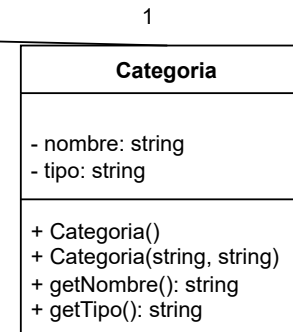 1
Categoria
- nombre: string
- tipo: string
+ Categoria()
+ Categoria(string, string)
+ getNombre(): string
+ getTipo(): string